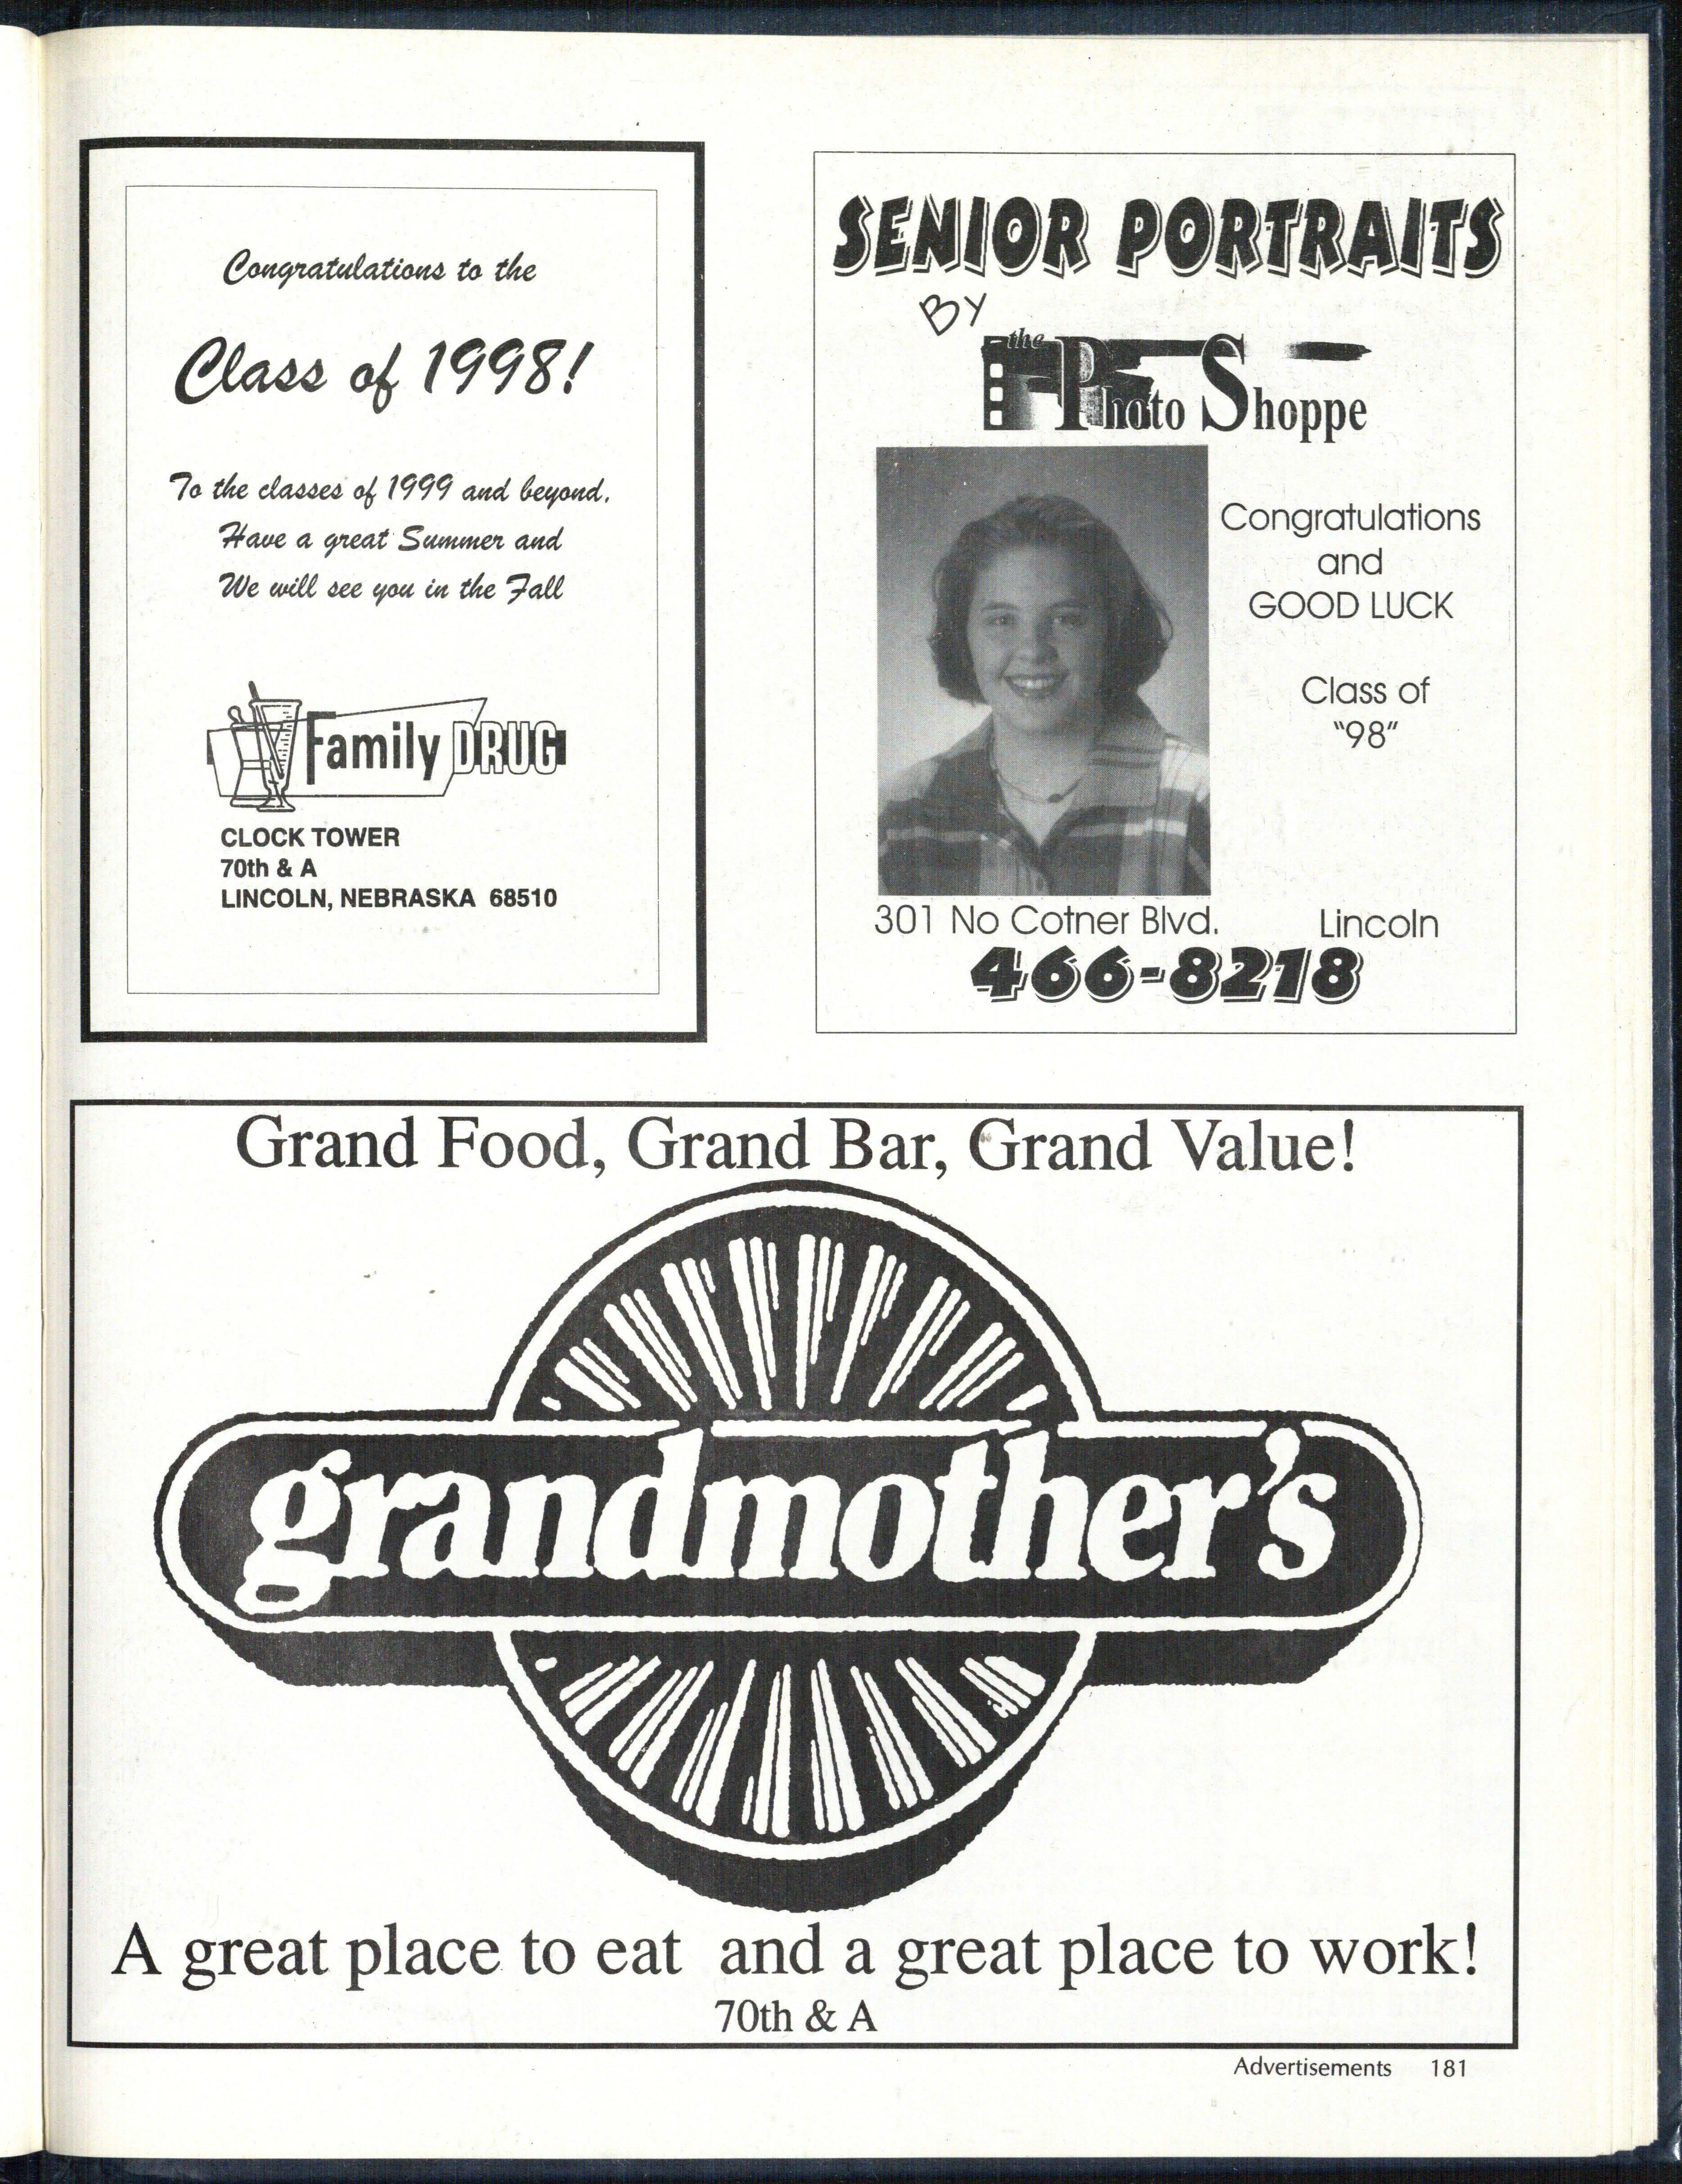 Congratulations to the
Class of 1998!
To the classes of 1999 and beyond,
Have a great Summer and
We will see you in the Fall
Family DRUG
CLOCK TOWER
70th & A
LINCOLN, NEBRASKA 68510
SENIOR PORTRAITS
BY
the
Photo Shoppe
Congratulations
and
GOOD LUCK
Class of
"98"
301 No Cotner Blvd. Lincoln
466-8218
Grand Food, Grand Bar, Grand Value!
grandmother's
A great place to eat and a great place to work!
70th & A
Advertisements 181